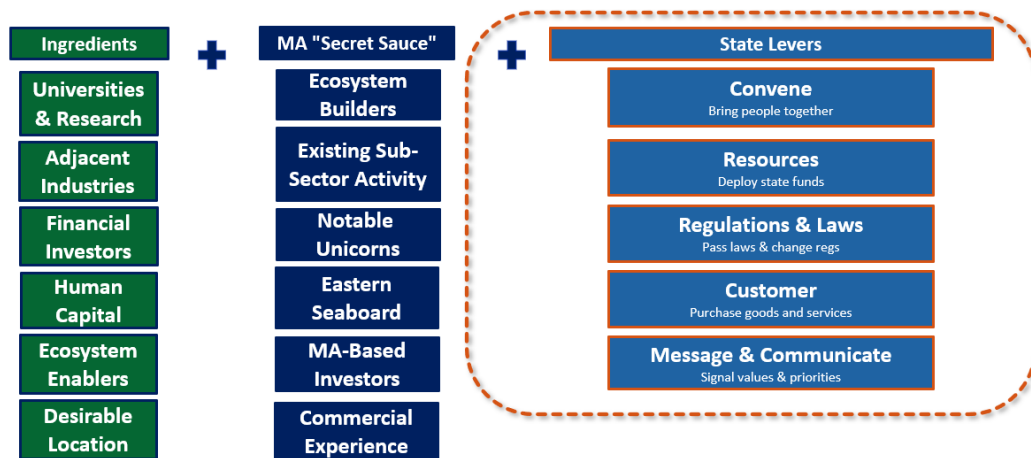 Ingredients
Universities
& Research
Adjacent
Industries
Financial
Investors
Human
Capital
Ecosystem
Enablers
Desirable
Location
MA "Secret Sauce"
Ecosystem
Builders
Existing Sub-
Sector Activity
Notable
Unicorns
Eastern
Seaboard
MA-Based
Investors
Commercial
Experience
State Levers
Convene
Bring people together
Resources
Deploy state funds
Regulations & Laws
Pass laws & change regs
Customer
Purchase goods and services
Message & Communicate
Signal values & priorities